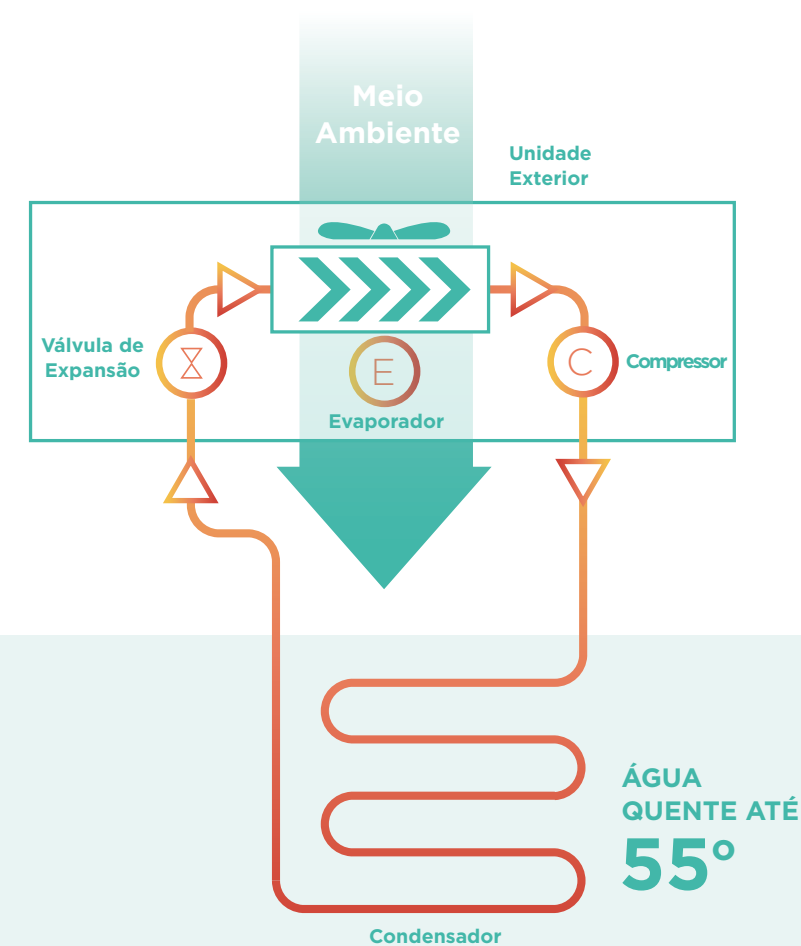 Meio
Ambiente
Unidade
Exterior
Válvula de
Expansão
E
Evaporador
C
Compressor
ÁGUA
QUENTE ATÉ
55°
Condensador